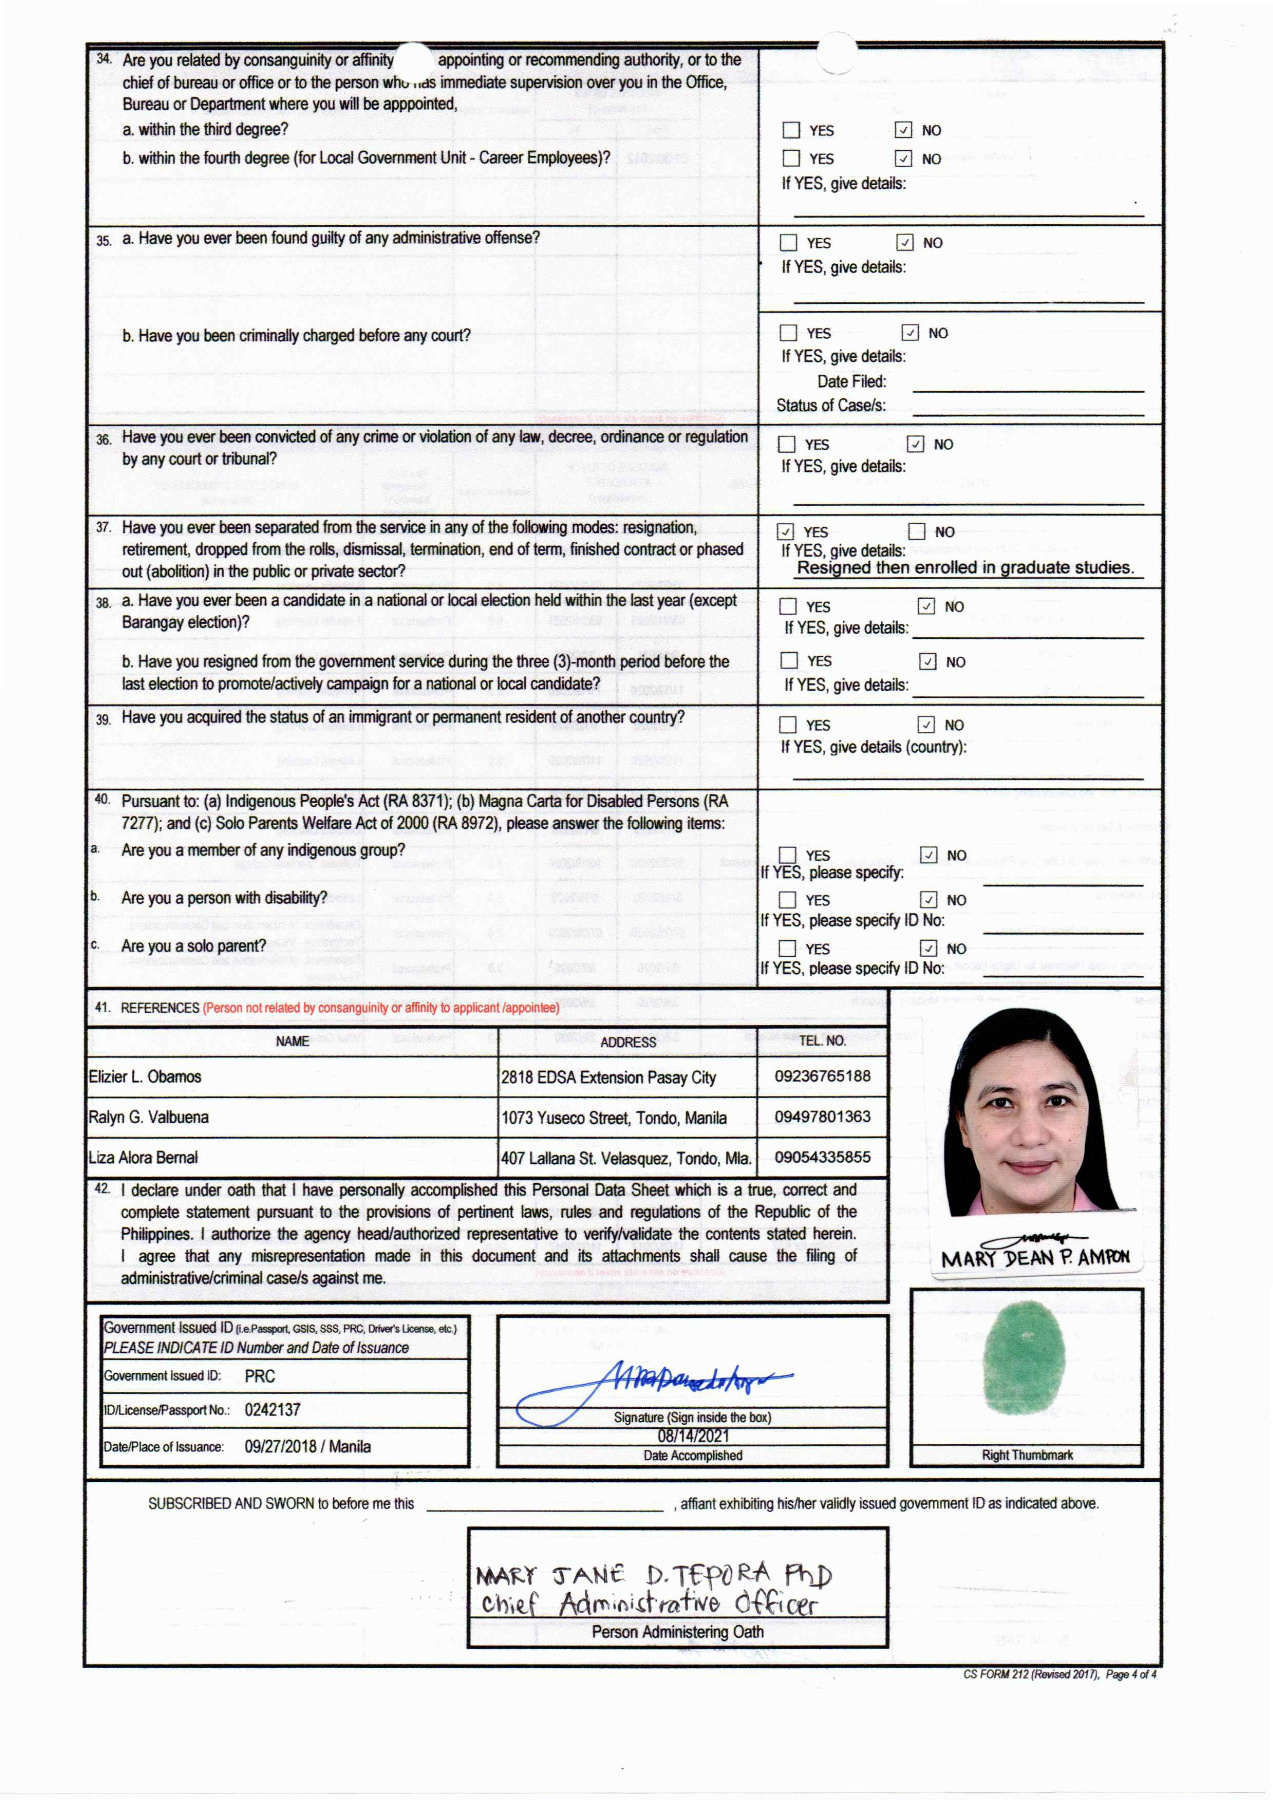 34. Are you related by consanguinity or affinity appointing or recommending authority, or to the
chief of bureau or office or to the person who has immediate supervision over you in the Office,
Bureau or Department where you will be apppointed,
a. within the third degree?
YES ✓ NO
b. within the fourth degree (for Local Government Unit - Career Employees)?
YES ✓ NO
If YES, give details:
35. a. Have you ever been found guilty of any administrative offense?
YES ✓ NO
If YES, give details:
b. Have you been criminally charged before any court?
YES ✓ NO
If YES, give details:
Date Filed:
Status of Case/s:
36. Have you ever been convicted of any crime or violation of any law, decree, ordinance or regulation
by any court or tribunal?
YES ✓ NO
If YES, give details:
37. Have you ever been separated from the service in any of the following modes: resignation,
retirement, dropped from the rolls, dismissal, termination, end of term, finished contract or phased
out (abolition) in the public or private sector?
✓ YES NO
If YES, give details:
Resigned then enrolled in graduate studies.
38. a. Have you ever been a candidate in a national or local election held within the last year (except
Barangay election)?
YES ✓ NO
If YES, give details:
b. Have you resigned from the government service during the three (3)-month period before the
last election to promote/actively campaign for a national or local candidate?
YES ✓ NO
If YES, give details:
39. Have you acquired the status of an immigrant or permanent resident of another country?
YES ✓ NO
If YES, give details (country):
40. Pursuant to: (a) Indigenous People's Act (RA 8371); (b) Magna Carta for Disabled Persons (RA
7277); and (c) Solo Parents Welfare Act of 2000 (RA 8972), please answer the following items:
a. Are you a member of any indigenous group?
YES ✓ NO
If YES, please specify:
b. Are you a person with disability?
YES ✓ NO
If YES, please specify ID No:
c. Are you a solo parent?
YES ✓ NO
If YES, please specify ID No:
41. REFERENCES (Person not related by consanguinity or affinity to applicant /appointee)
NAME ADDRESS TEL. NO.
Elizier L. Obamos 2818 EDSA Extension Pasay City 09236765188
Ralyn G. Valbuena 1073 Yuseco Street, Tondo, Manila 09497801363
Liza Alora Bernal 407 Lallana St. Velasquez, Tondo, Mla. 09054335855
42. I declare under oath that I have personally accomplished this Personal Data Sheet which is a true, correct and
complete statement pursuant to the provisions of pertinent laws, rules and regulations of the Republic of the
Philippines. I authorize the agency head/authorized representative to verify/validate the contents stated herein.
I agree that any misrepresentation made in this document and its attachments shall cause the filing of
administrative/criminal case/s against me.
MARY DEAN P. AMPON
Government Issued ID (i.e.Passport, GSIS, SSS, PRC, Driver's License, etc.)
PLEASE INDICATE ID Number and Date of Issuance
Government Issued ID: PRC
ID/License/Passport No.: 0242137
Date/Place of Issuance: 09/27/2018 / Manila
Signature (Sign inside the box)
08/14/2021
Date Accomplished
Right Thumbmark
SUBSCRIBED AND SWORN to before me this , affiant exhibiting his/her validly issued government ID as indicated above.
MARY JANE D. TEPORA PhD
Chief Administrative Officer
Person Administering Oath
CS FORM 212 (Revised 2017), Page 4 of 4